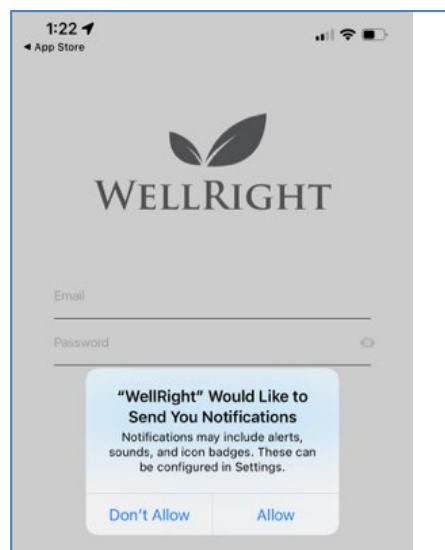 1:22
◄ App Store
WELLRIGHT
Email
Password
“WellRight” Would Like to
Send You Notifications
Notifications may include alerts,
sounds, and icon badges. These can
be configured in Settings.
Don’t Allow Allow